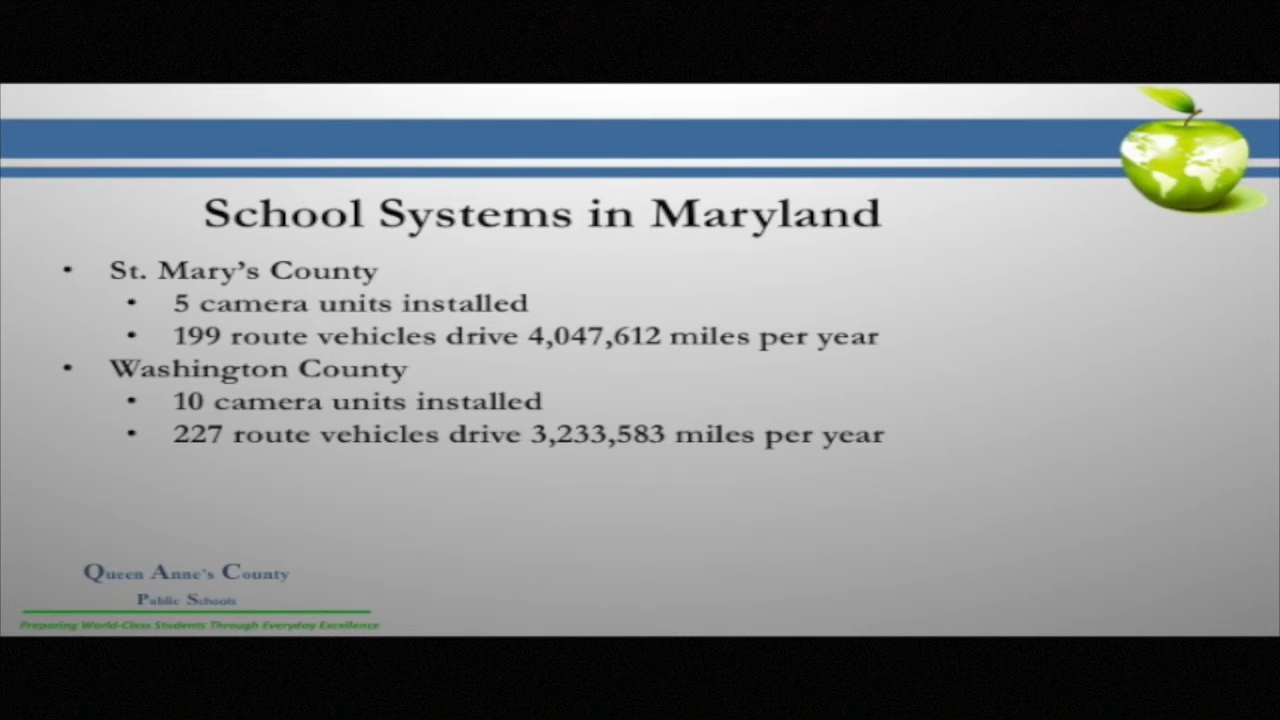 School Systems in Maryland
• St. Mary's County
• 5 camera units installed
• 199 route vehicles drive 4,047,612 miles per year
• Washington County
• 10 camera units installed
• 227 route vehicles drive 3,233,583 miles per year
Queen Anne's County
Public Schools
Preparing World-Class Students Through Everyday Excellence